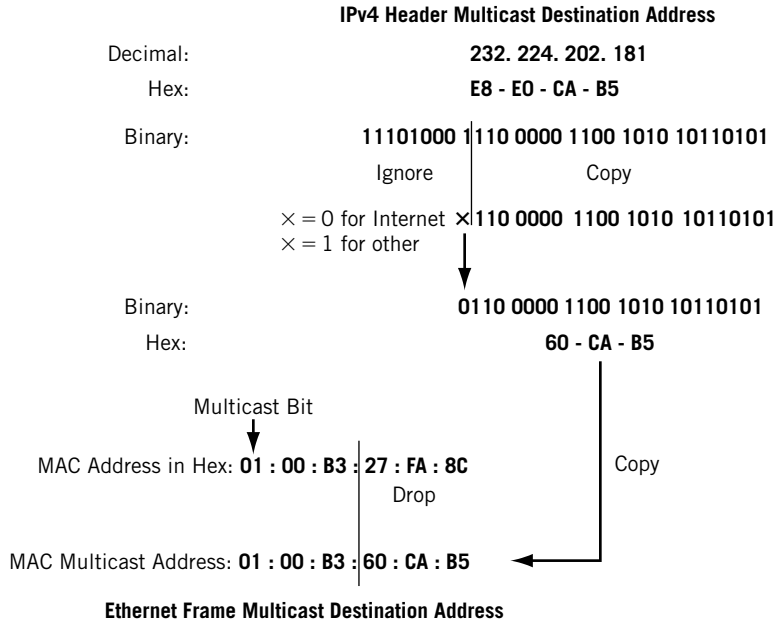 IPv4 Header Multicast Destination Address
Decimal: 232. 224. 202. 181
Hex: E8 - E0 - CA - B5
Binary: 11101000 1110 0000 1100 1010 10110101
Ignore Copy
× = 0 for Internet ×110 0000 1100 1010 10110101
× = 1 for other
Binary: 0110 0000 1100 1010 10110101
Hex: 60 - CA - B5
Multicast Bit
MAC Address in Hex: 01 : 00 : B3 : 27 : FA : 8C
Copy
Drop
MAC Multicast Address: 01 : 00 : B3 : 60 : CA : B5
Ethernet Frame Multicast Destination Address